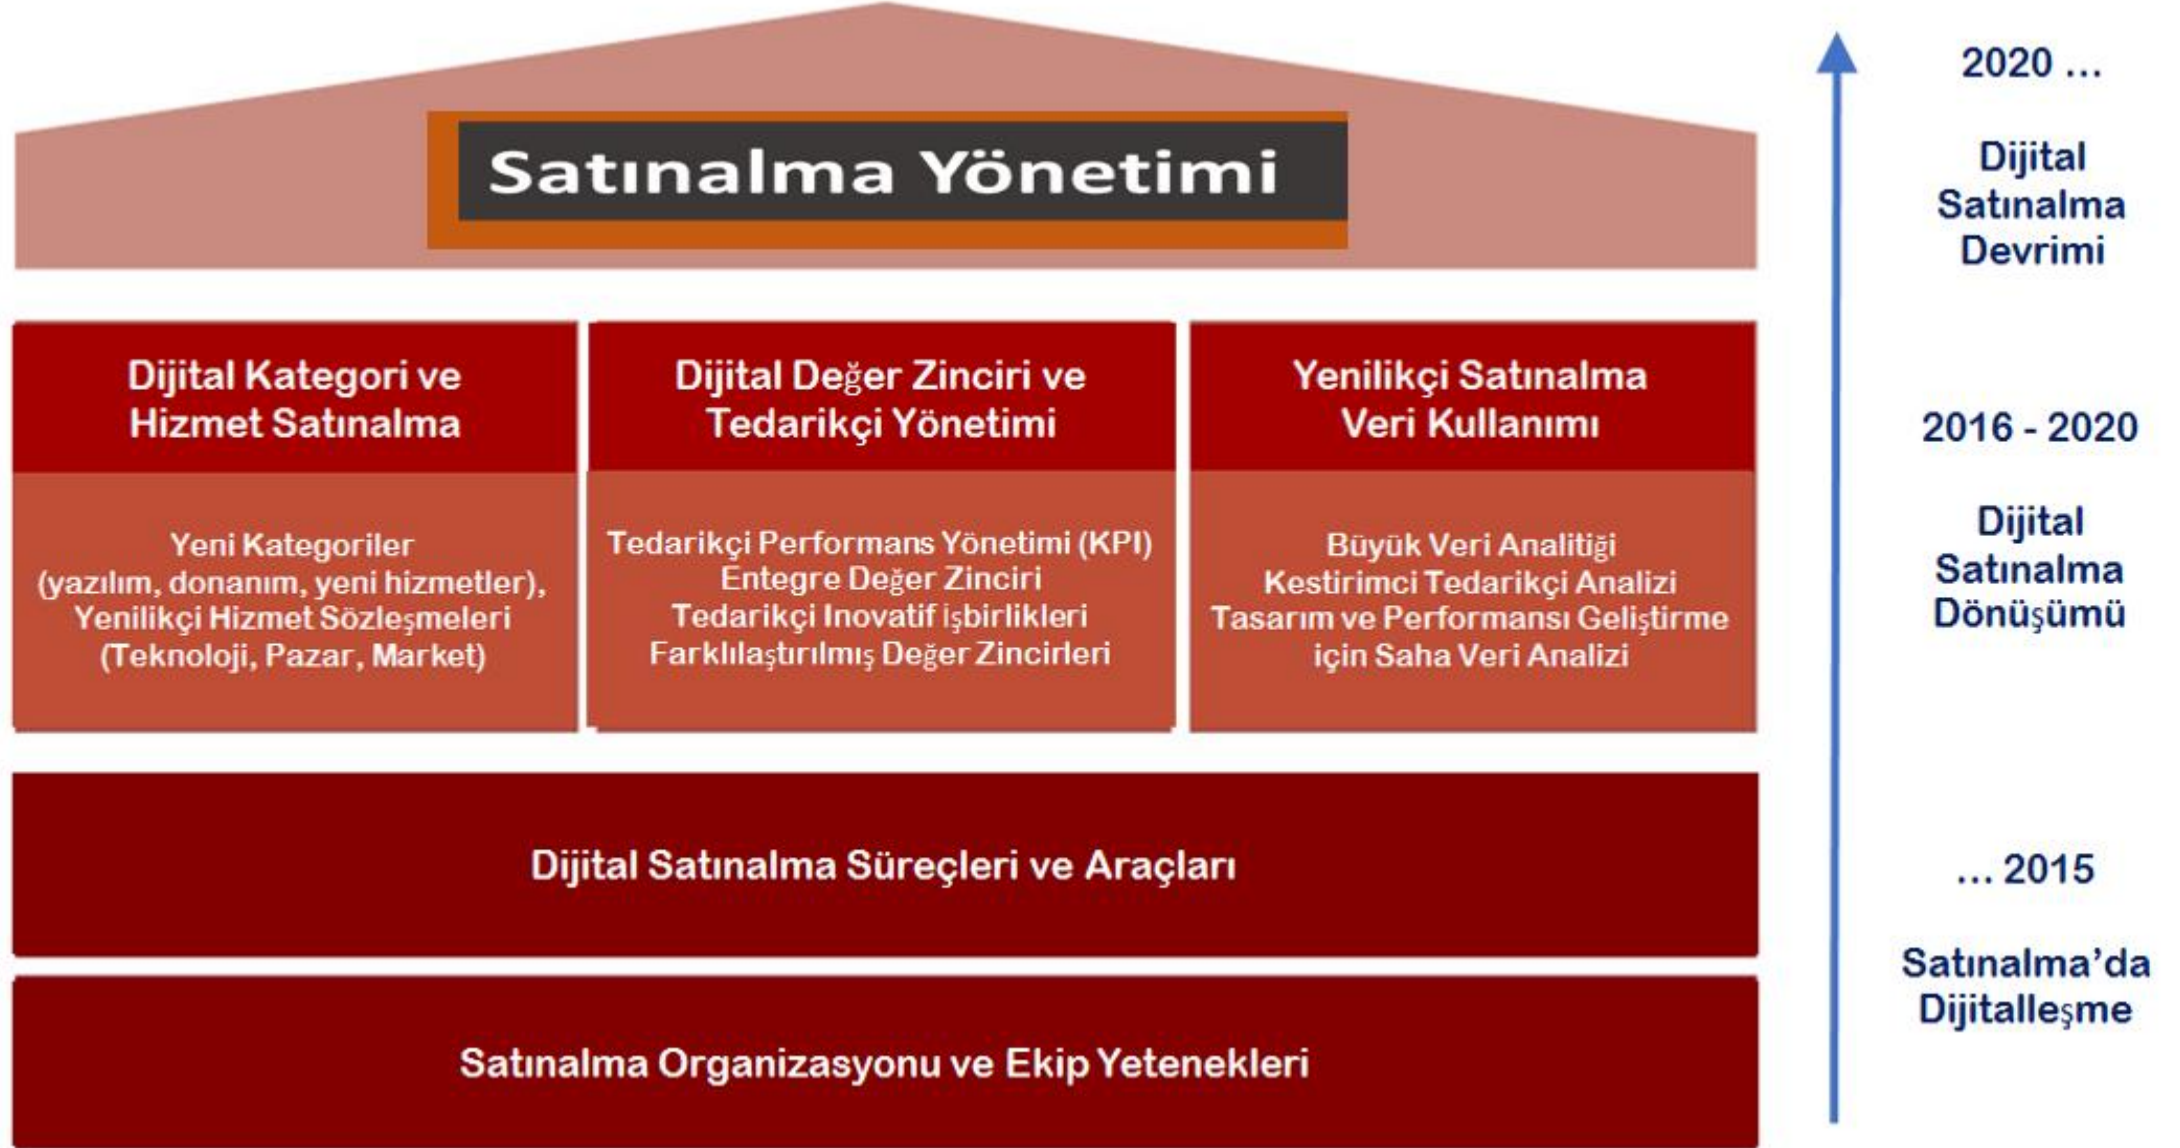 Satınalma Yönetimi
Dijital Kategori ve
Hizmet Satınalma
Yeni Kategoriler
(yazılım, donanım, yeni hizmetler),
Yenilikçi Hizmet Sözleşmeleri
(Teknoloji, Pazar, Market)
Dijital Değer Zinciri ve
Tedarikçi Yönetimi
Tedarikçi Performans Yönetimi (KPI)
Entegre Değer Zinciri
Tedarikçi Inovatif işbirlikleri
Farklılaştırılmış Değer Zincirleri
Yenilikçi Satınalma
Veri Kullanımı
Büyük Veri Analitiği
Kestirimci Tedarikçi Analizi
Tasarım ve Performansı Geliştirme
için Saha Veri Analizi
Dijital Satınalma Süreçleri ve Araçları
Satınalma Organizasyonu ve Ekip Yetenekleri
2020 ...
Dijital
Satınalma
Devrimi
2016 - 2020
Dijital
Satınalma
Dönüşümü
... 2015
Satınalma’da
Dijitalleşme